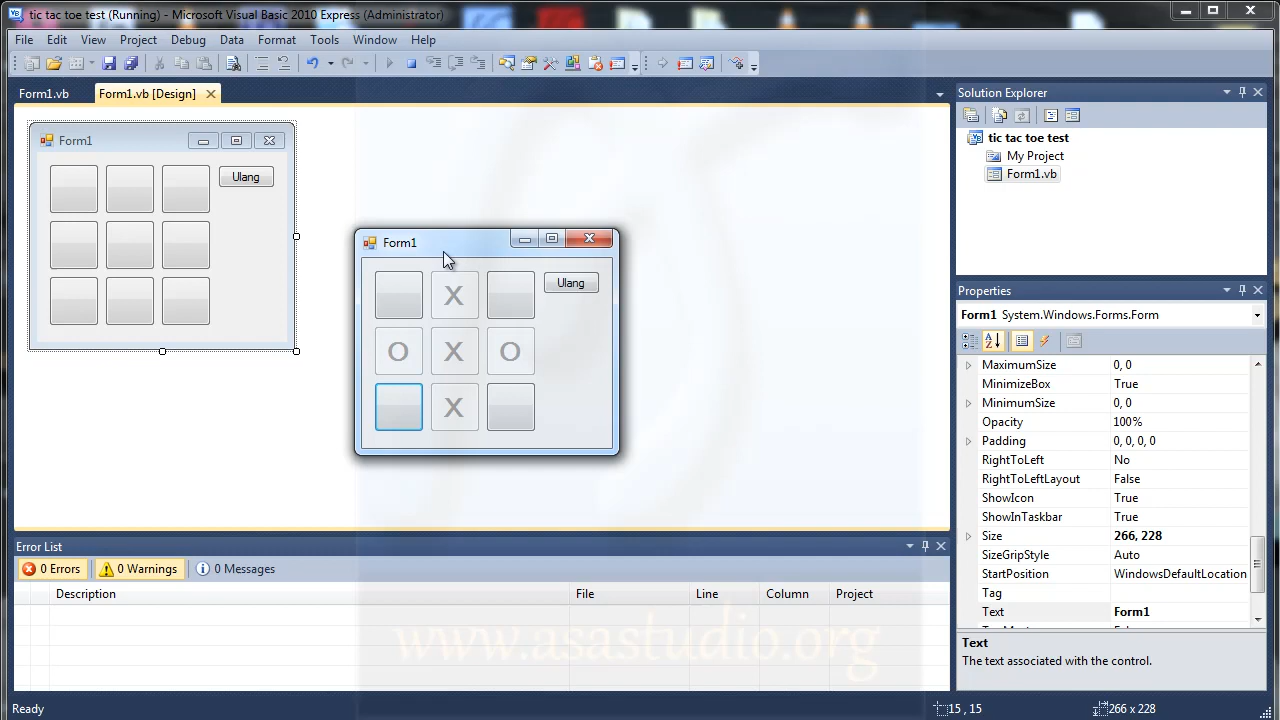 tic tac toe test (Running) - Microsoft Visual Basic 2010 Express (Administrator)
File Edit View Project Debug Data Format Tools Window Help
Form1.vb Form1.vb [Design]
Form1
Ulang
Form1
X Ulang
O X O
X
Solution Explorer
tic tac toe test
My Project
Form1.vb
Properties
Form1 System.Windows.Forms.Form
MaximumSize 0, 0
MinimizeBox True
MinimumSize 0, 0
Opacity 100%
Padding 0, 0, 0, 0
RightToLeft No
RightToLeftLayout False
ShowIcon True
ShowInTaskbar True
Size 266, 228
SizeGripStyle Auto
StartPosition WindowsDefaultLocation
Tag
Text Form1
Text
The text associated with the control.
Error List
0 Errors 0 Warnings 0 Messages
Description File Line Column Project
www.asastudio.org
Ready 15 , 15 266 x 228